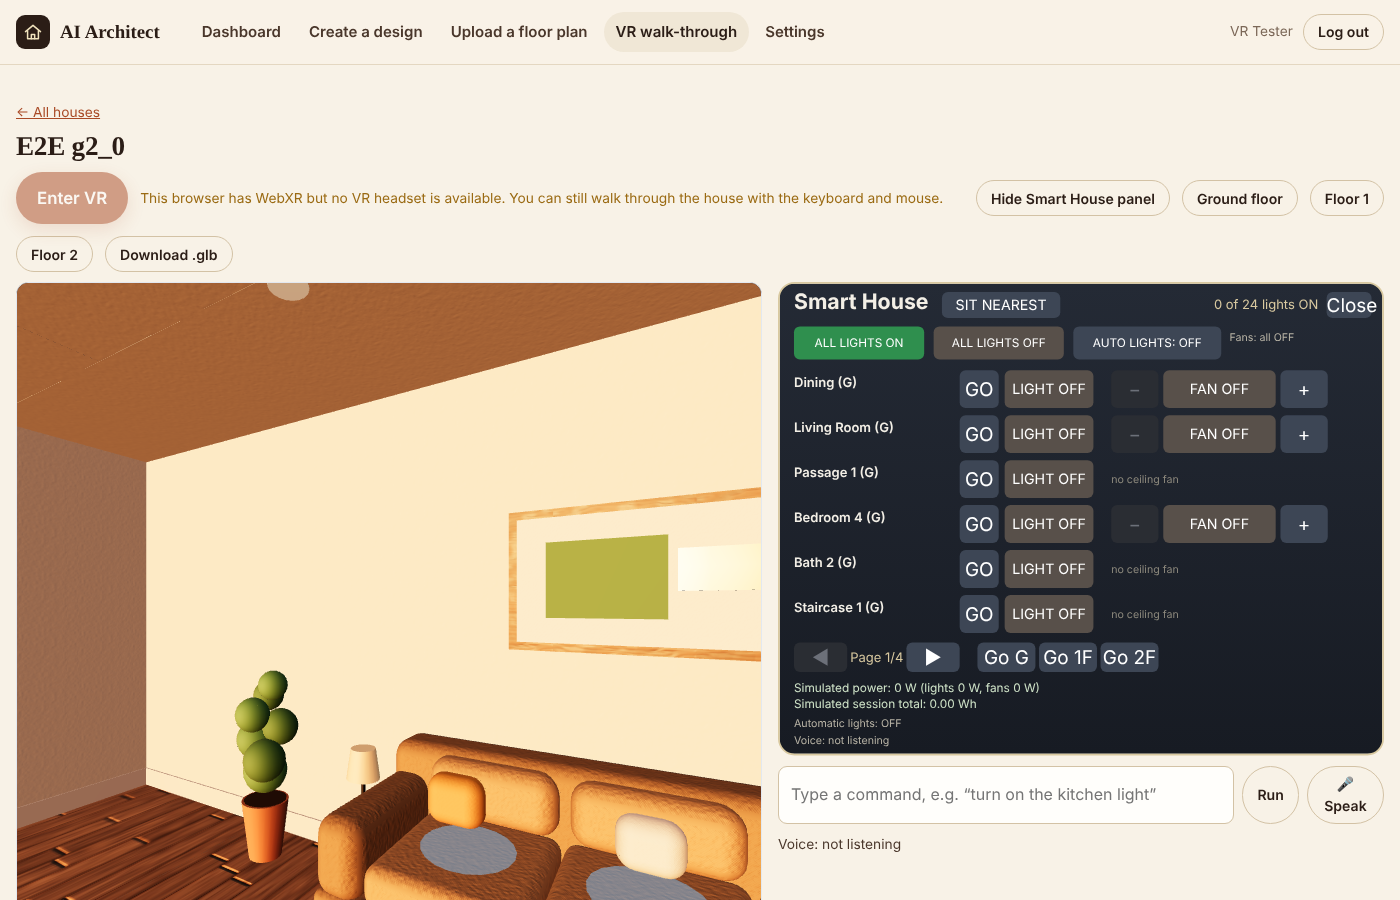 AI Architect
Dashboard
Create a design
Upload a floor plan
VR walk-through
Settings
VR Tester
Log out
← All houses
E2E g2_0
Enter VR
This browser has WebXR but no VR headset is available. You can still walk through the house with the keyboard and mouse.
Hide Smart House panel
Ground floor
Floor 1
Floor 2
Download .glb
Smart House
SIT NEAREST
0 of 24 lights ON
Close
ALL LIGHTS ON
ALL LIGHTS OFF
AUTO LIGHTS: OFF
Fans: all OFF
Dining (G)
GO
LIGHT OFF
–
FAN OFF
+
Living Room (G)
GO
LIGHT OFF
–
FAN OFF
+
Passage 1 (G)
GO
LIGHT OFF
no ceiling fan
Bedroom 4 (G)
GO
LIGHT OFF
–
FAN OFF
+
Bath 2 (G)
GO
LIGHT OFF
no ceiling fan
Staircase 1 (G)
GO
LIGHT OFF
no ceiling fan
◀
Page 1/4
▶
Go G
Go 1F
Go 2F
Simulated power: 0 W (lights 0 W, fans 0 W)
Simulated session total: 0.00 Wh
Automatic lights: OFF
Voice: not listening
Type a command, e.g. “turn on the kitchen light”
Run
🎤
Speak
Voice: not listening